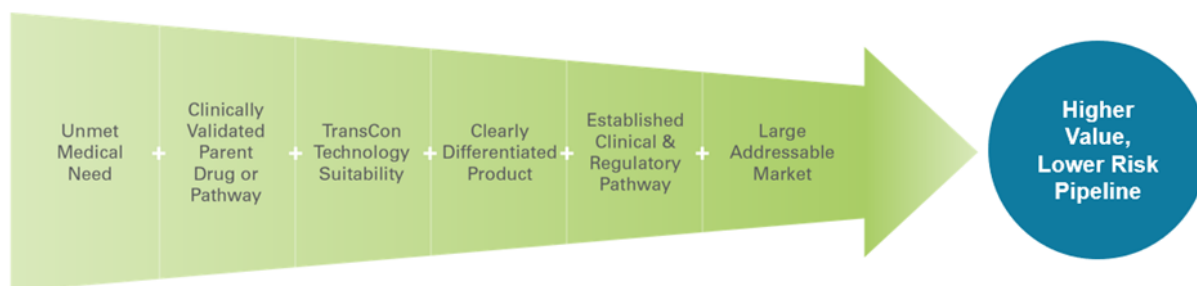 Unmet
Medical
Need
+
Clinically
Validated
Parent
Drug or
Pathway
+
TransCon
Technology
Suitability
+
Clearly
Differentiated
Product
+
Established
Clinical &
Regulatory
Pathway
+
Large
Addressable
Market
Higher
Value,
Lower Risk
Pipeline